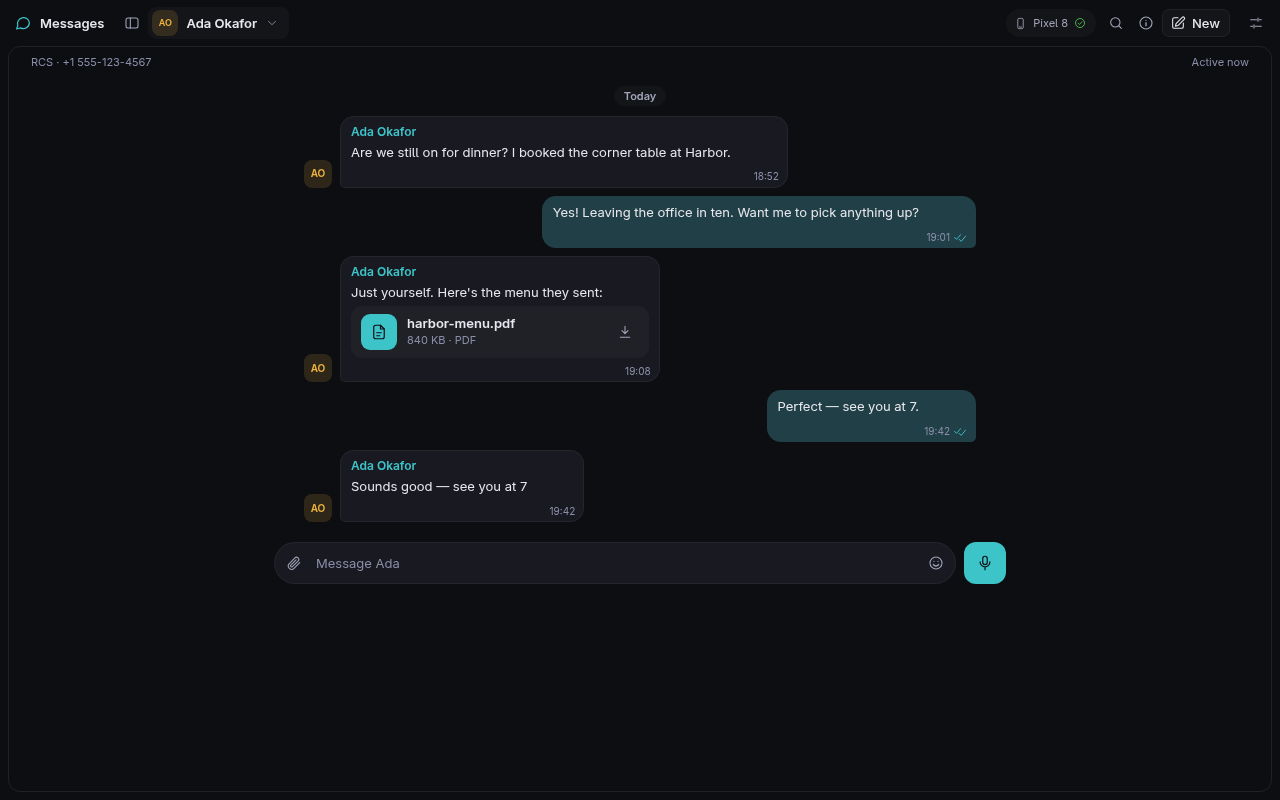 Messages
AO
Ada Okafor
Pixel 8
New
RCS · +1 555-123-4567
Active now
Today
Ada Okafor
Are we still on for dinner? I booked the corner table at Harbor.
AO
18:52
Yes! Leaving the office in ten. Want me to pick anything up?
19:01
Ada Okafor
Just yourself. Here's the menu they sent:
harbor-menu.pdf
840 KB · PDF
AO
19:08
Perfect — see you at 7.
19:42
Ada Okafor
Sounds good — see you at 7
AO
19:42
Message Ada